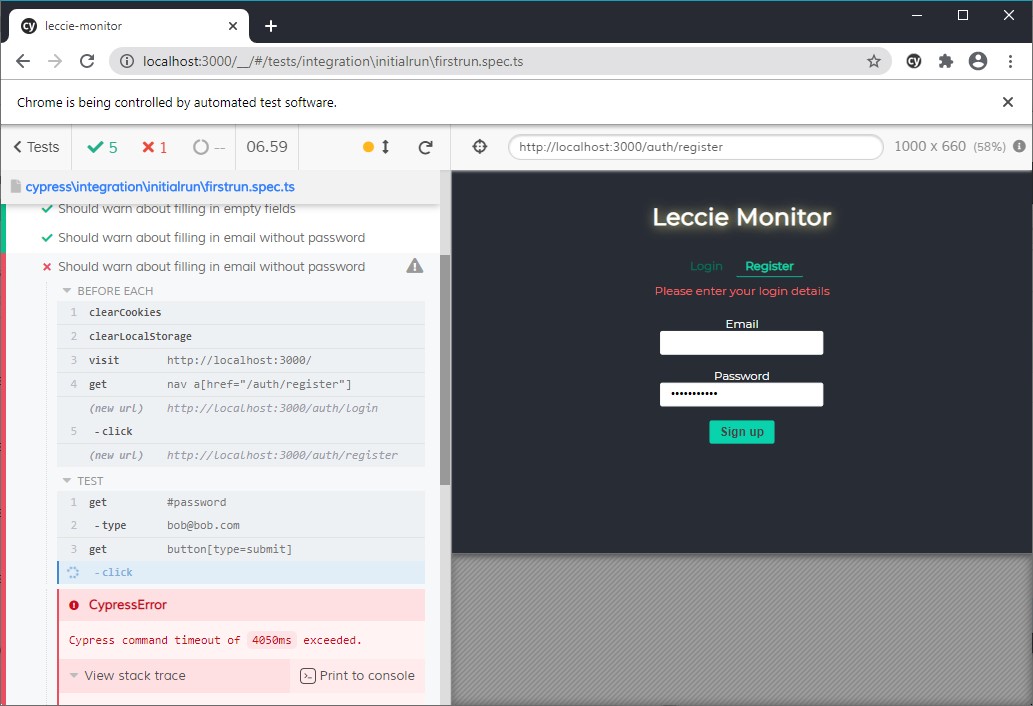 leccie-monitor
localhost:3000/__/#/tests/integration\initialrun\firstrun.spec.ts
Chrome is being controlled by automated test software.
Tests 5 1 -- 06.59
http://localhost:3000/auth/register 1000 x 660 (58%)
cypress\integration\initialrun\firstrun.spec.ts
Should warn about filling in empty fields
Should warn about filling in email without password
Should warn about filling in email without password
BEFORE EACH
1 clearCookies
2 clearLocalStorage
3 visit http://localhost:3000/
4 get nav a[href="/auth/register"]
(new url) http://localhost:3000/auth/login
5 -click
(new url) http://localhost:3000/auth/register
TEST
1 get #password
2 -type bob@bob.com
3 get button[type=submit]
-click
CypressError
Cypress command timeout of 4050ms exceeded.
View stack trace Print to console
Leccie Monitor
Login Register
Please enter your login details
Email
Password
Sign up